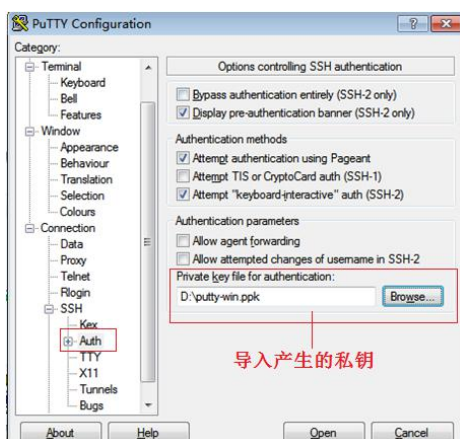 PuTTY Configuration
Category:
Terminal
Keyboard
Bell
Features
Window
Appearance
Behaviour
Translation
Selection
Colours
Connection
Data
Proxy
Telnet
Rlogin
SSH
Kex
Auth
TTY
X11
Tunnels
Bugs
Options controlling SSH authentication
Bypass authentication entirely (SSH-2 only)
Display pre-authentication banner (SSH-2 only)
Authentication methods
Attempt authentication using Pageant
Attempt TIS or CryptoCard auth (SSH-1)
Attempt "keyboard-interactive" auth (SSH-2)
Authentication parameters
Allow agent forwarding
Allow attempted changes of username in SSH-2
Private key file for authentication:
D:\putty-win.ppk
Browse...
导入产生的私钥
About
Help
Open
Cancel